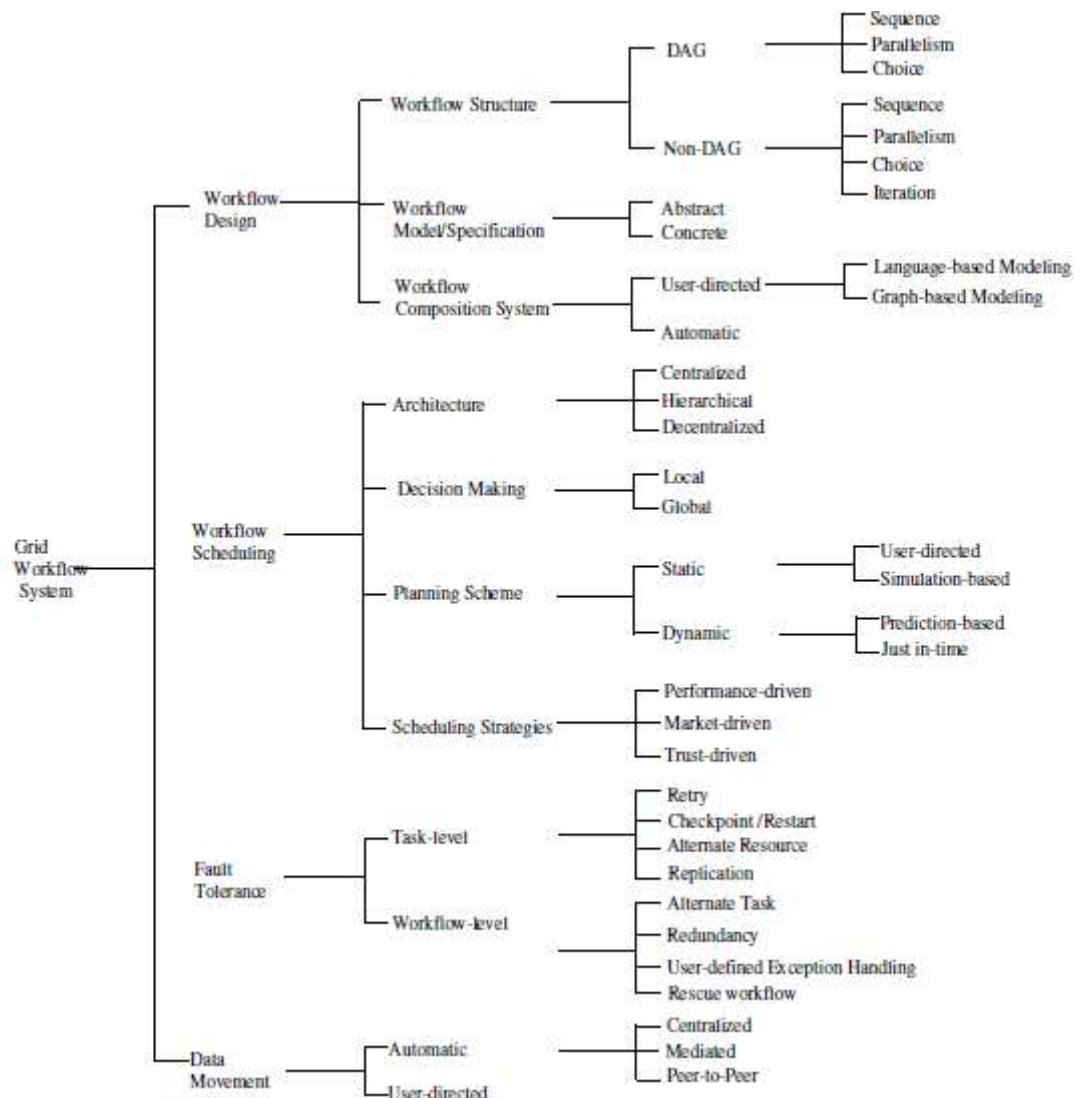 Sequence
DAG
Parallelism
Choice
Workflow Structure
Sequence
Non-DAG
Parallelism
Choice
Iteration
Workflow
Design
Workflow
Model/Specification
Abstract
Concrete
Workflow
Composition System
User-directed
Language-based Modeling
Graph-based Modeling
Automatic
Centralized
Architecture
Hierarchical
Decentralized
Decision Making
Local
Global
Workflow
Scheduling
Grid
Workflow
System
Planning Scheme
Static
User-directed
Simulation-based
Dynamic
Prediction-based
Just in-time
Performance-driven
Scheduling Strategies
Market-driven
Trust-driven
Retry
Task-level
Checkpoint /Restart
Alternate Resource
Replication
Fault
Tolerance
Workflow-level
Alternate Task
Redundancy
User-defined Exception Handling
Rescue workflow
Data
Movement
Automatic
Centralized
Mediated
Peer-to-Peer
User-directed